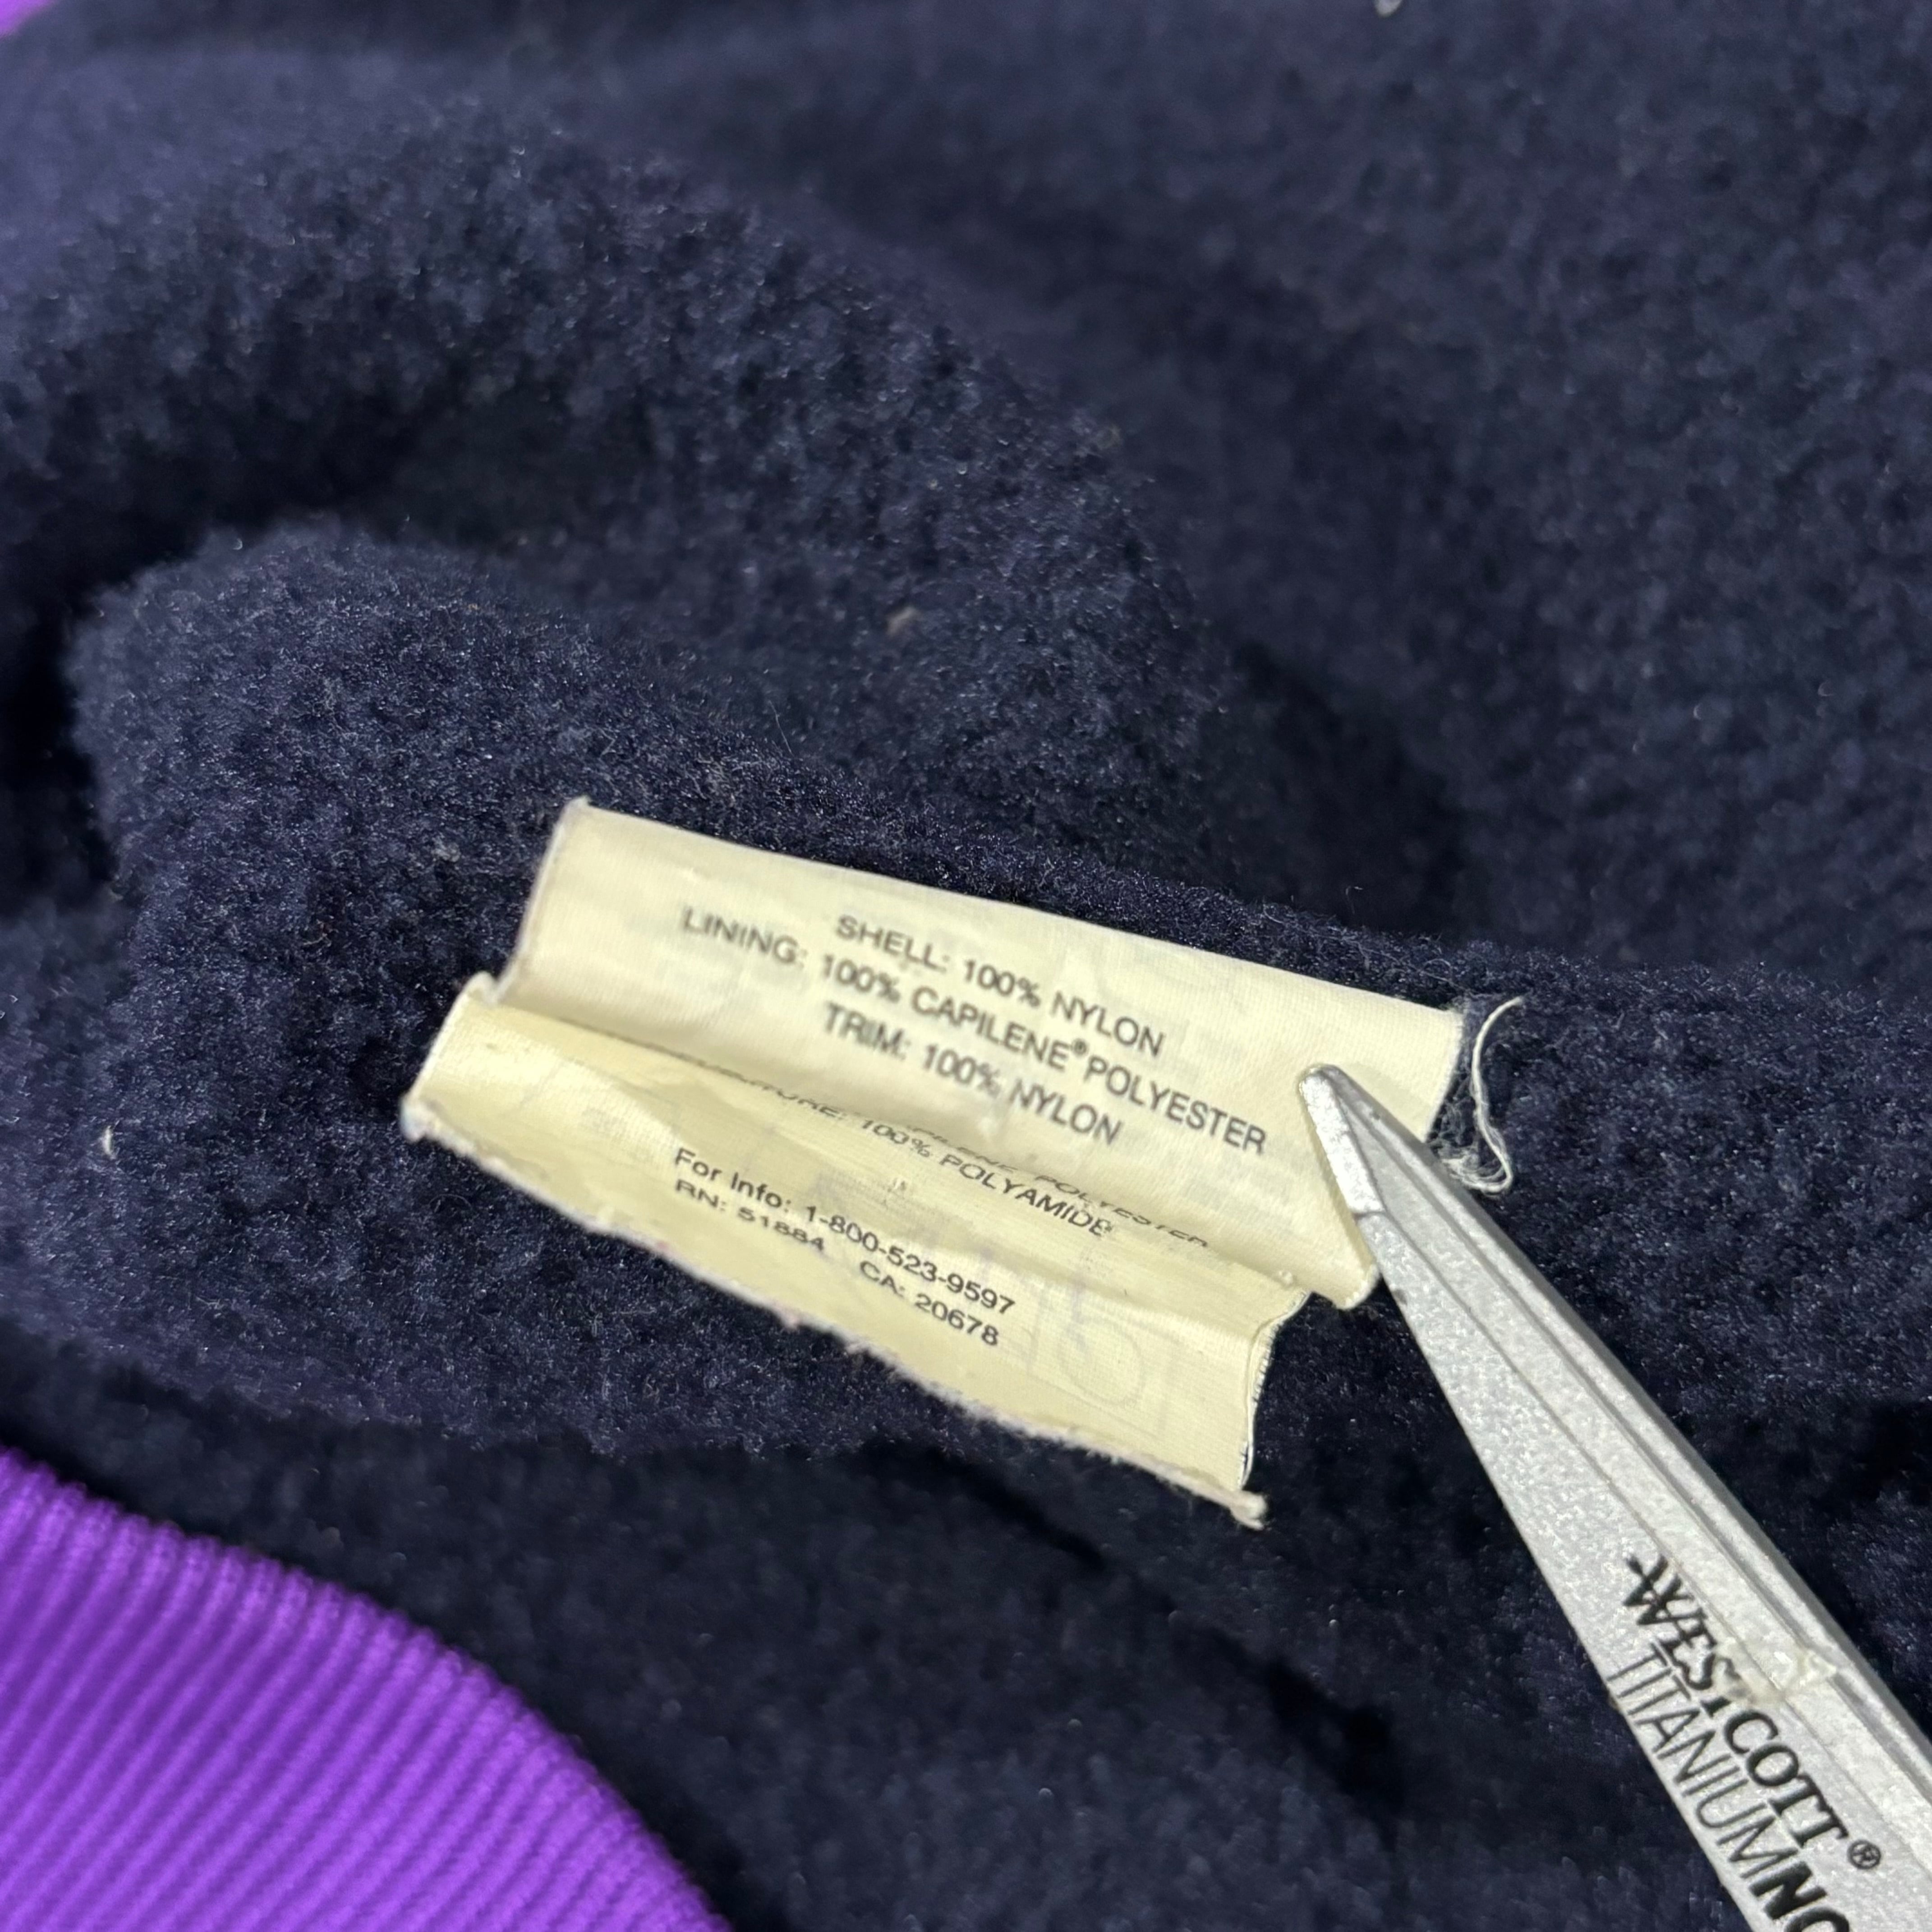 SHELL: 100% NYLON
LINING: 100% CAPILENE® POLYESTER
TRIM: 100% NYLON
POLYESTER
100% POLYAMIDE
For Info: 1-800-523-9597
RN: 51884 CA: 20678
WESTCOTT®
TITANIUM